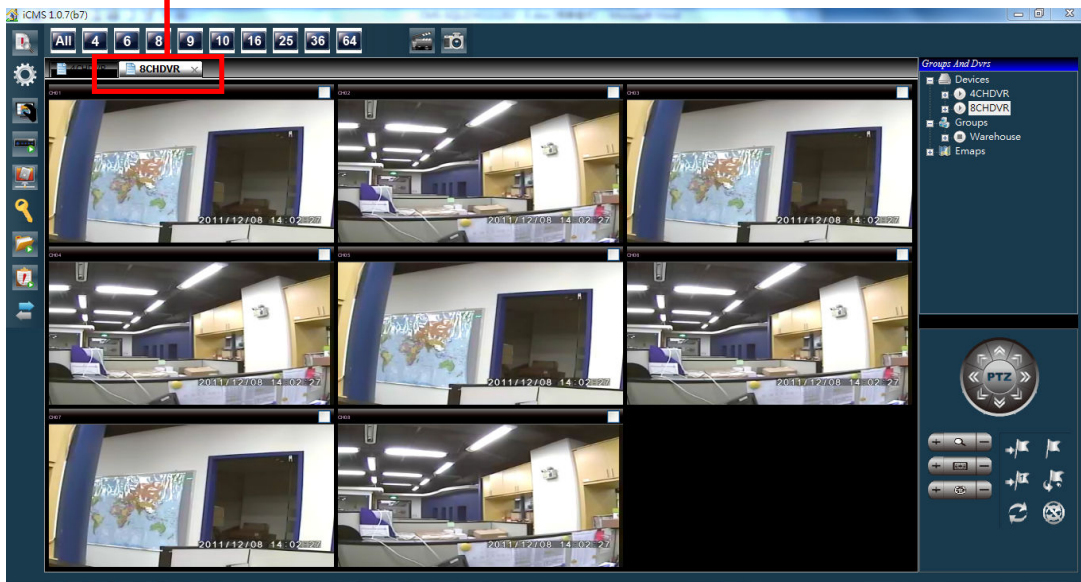 iCMS 1.0.7(b7)
All 4 6 8 9 10 16 25 36 64
4CHDVR 8CHDVR
Groups And Dvrs
Devices
4CHDVR
8CHDVR
Groups
Warehouse
Emaps
CH01 CH02 CH03
2011/12/08 14:02:27 2011/12/08 14:02:27 2011/12/08 14:02:27
CH04 CH05 CH06
2011/12/08 14:02:27 2011/12/08 14:02:27 2011/12/08 14:02:27
CH07 CH08
2011/12/08 14:02:27 2011/12/08 14:02:27
PTZ